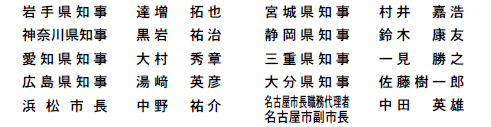 岩手県知事 達増 拓也 宮城県知事 村井 嘉浩
神奈川県知事 黒岩 祐治 静岡県知事 鈴木 康友
愛知県知事 大村 秀章 三重県知事 一見 勝之
広島県知事 湯﨑 英彦 大分県知事 佐藤樹一郎
浜松市長 中野 祐介 名古屋市長職務代理者 中田 英雄
名古屋市副市長